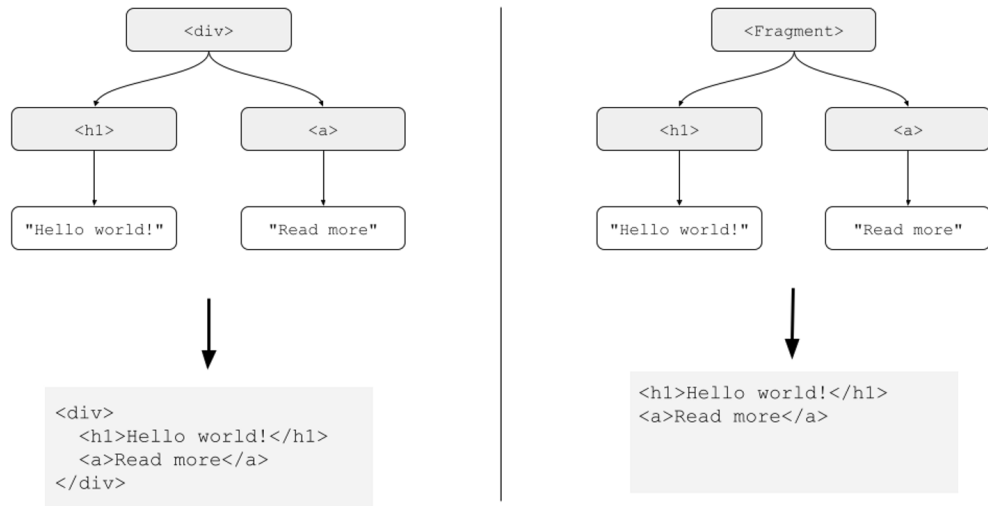 <div>
<h1>
<a>
"Hello world!"
"Read more"
<div>
  <h1>Hello world!</h1>
  <a>Read more</a>
</div>
<Fragment>
<h1>
<a>
"Hello world!"
"Read more"
<h1>Hello world!</h1>
<a>Read more</a>